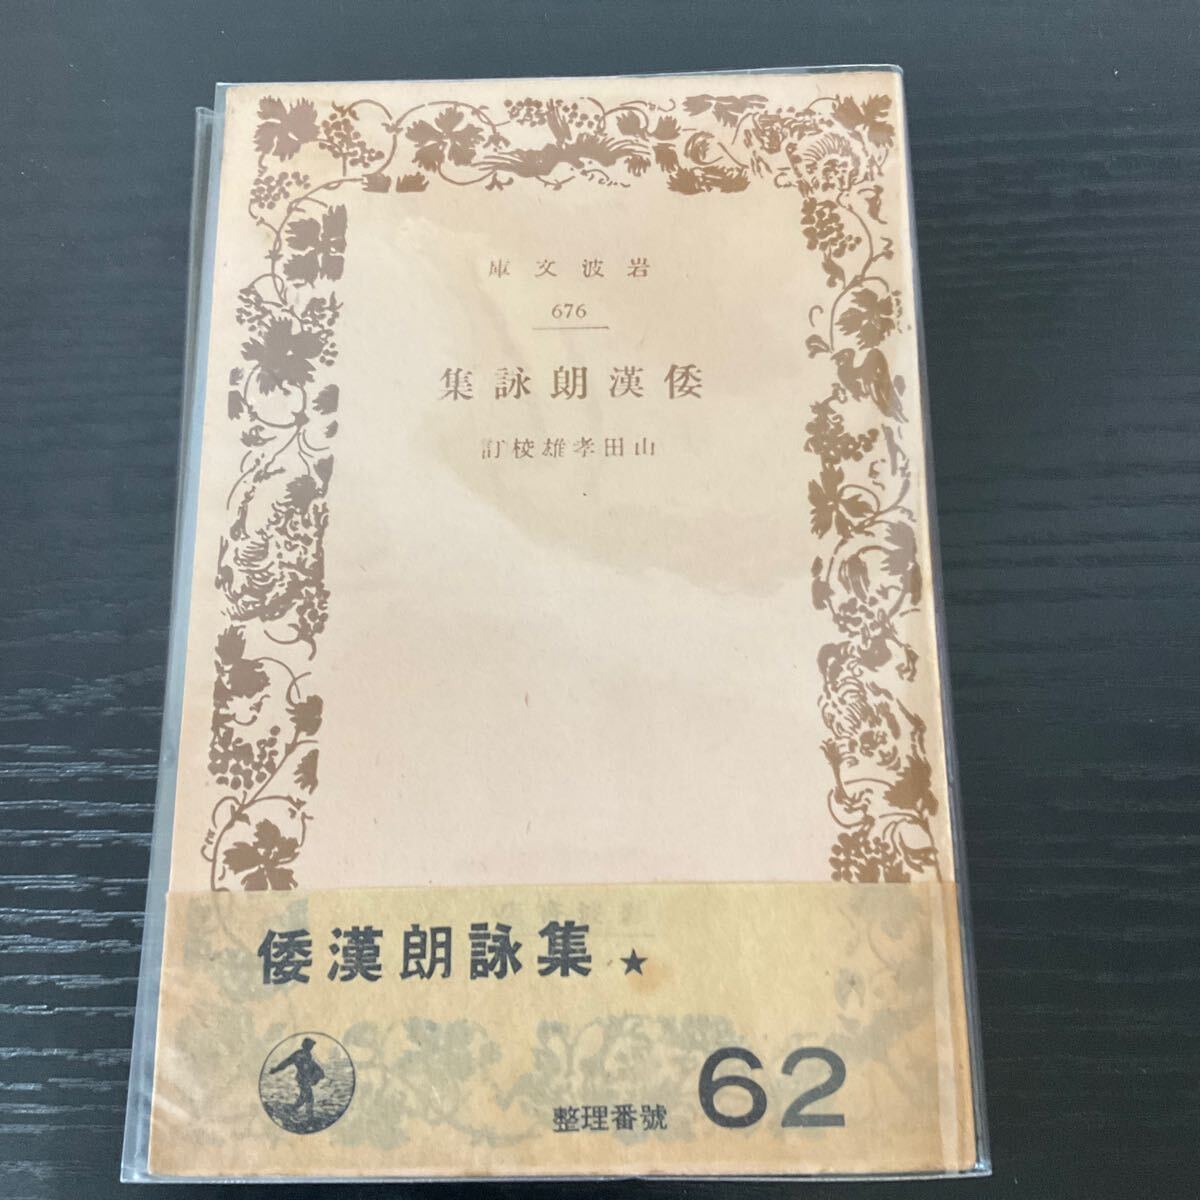 岩波文庫
676
倭漢朗詠集
山田孝雄校訂
倭漢朗詠集 ★
整理番號 62